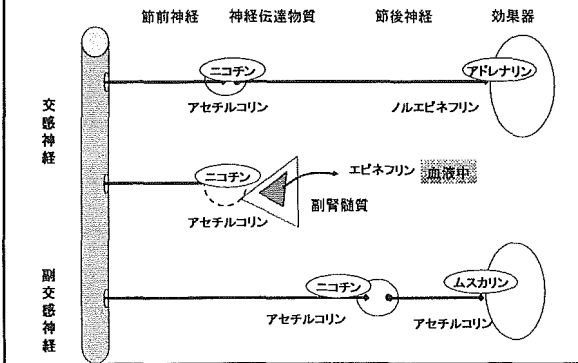 節前神経 神経伝達物質 節後神経 効果器
ニコチン アドレナリン
アセチルコリン ノルエピネフリン
交感神経
ニコチン エピネフリン 血液中
副腎髄質
アセチルコリン
ニコチン ムスカリン
アセチルコリン アセチルコリン
副交感神経